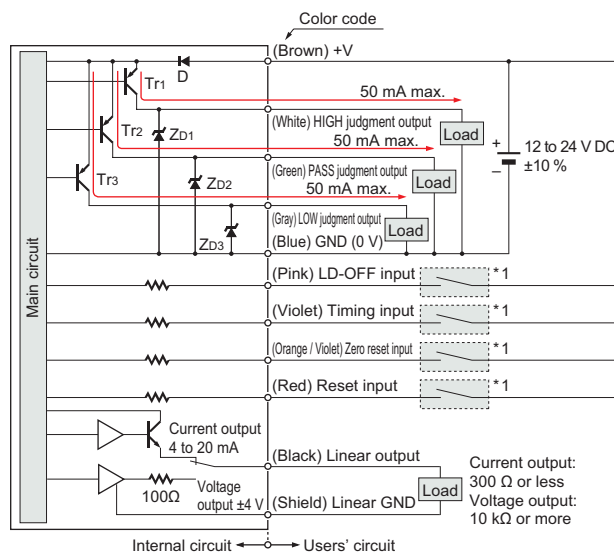 Color code
(Brown) +V
D
Tr1
50 mA max.
(White) HIGH judgment output
Load
Tr2
ZD1
50 mA max.
+
12 to 24 V DC
±10 %
−
(Green) PASS judgment output
Load
Tr3
ZD2
50 mA max.
(Gray) LOW judgment output
Load
ZD3
(Blue) GND (0 V)
Main circuit
(Pink) LD-OFF input
*1
(Violet) Timing input
*1
(Orange / Violet) Zero reset input
*1
(Red) Reset input
*1
Current output
4 to 20 mA
(Black) Linear output
100Ω
Voltage
output ±4 V
(Shield) Linear GND
Load
Current output:
300 Ω or less
Voltage output:
10 kΩ or more
Internal circuit
Users' circuit